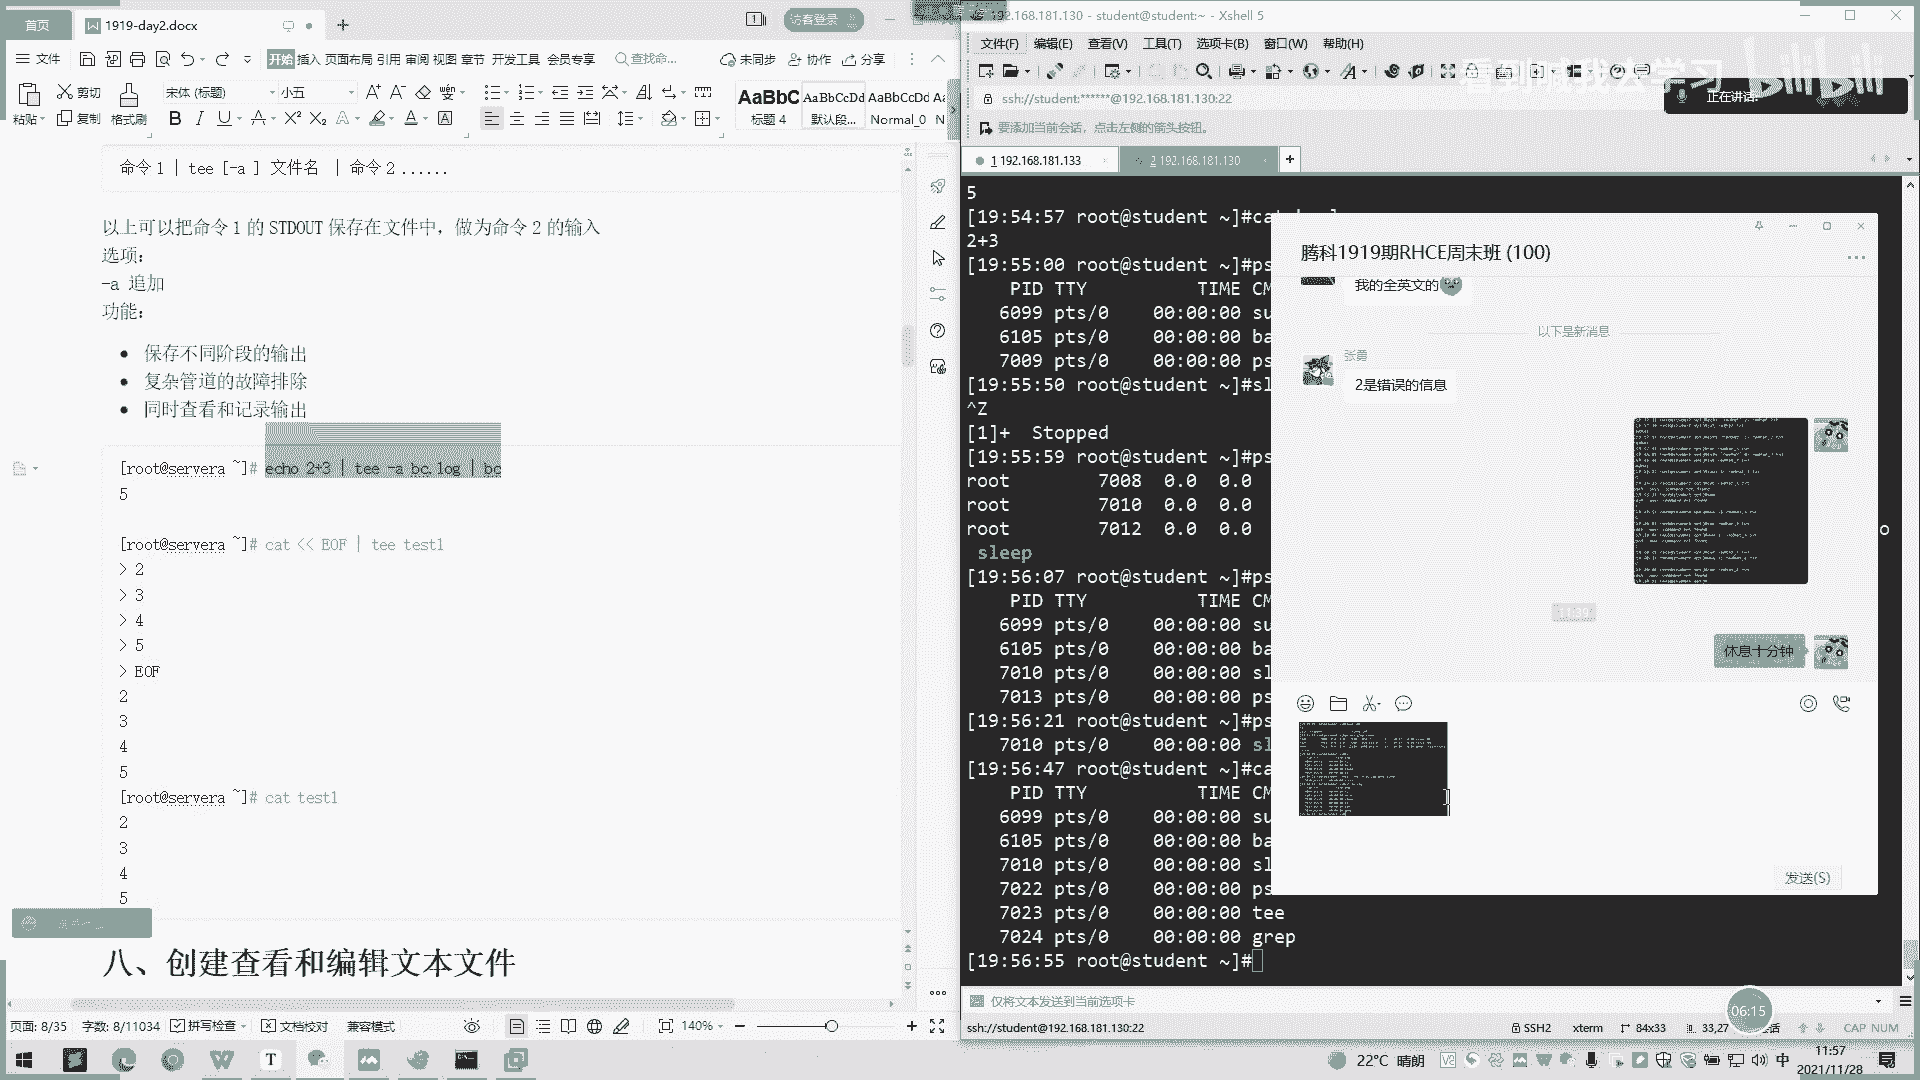 首页
1919-day2.docx
访客登录
文件
开始 插入 页面布局 引用 审阅 视图 章节 开发工具 会员专享
查找命...
未同步 协作 分享
粘贴 剪切 复制 格式刷
宋体 (标题) 小五
AaBbC AaBbCcDd AaBbCcDd
标题 4 默认段... Normal_0
命令 1 | tee [-a ] 文件名 | 命令 2 ......
以上可以把命令 1 的 STDOUT 保存在文件中，做为命令 2 的输入
选项：
-a 追加
功能：
保存不同阶段的输出
复杂管道的故障排除
同时查看和记录输出
[root@servera ~]# echo 2+3 | tee -a bc.log | bc
5
[root@servera ~]# cat << EOF | tee test1
> 2
> 3
> 4
> 5
> EOF
2
3
4
5
[root@servera ~]# cat test1
2
3
4
5
八、创建查看和编辑文本文件
页面: 8/35 字数: 8/11034 拼写检查 文档校对 兼容模式 140%
192.168.181.130 - student@student:~ - Xshell 5
文件(F) 编辑(E) 查看(V) 工具(T) 选项卡(B) 窗口(W) 帮助(H)
看到喊我去学习 bilibili
正在讲话:
ssh://student:******@192.168.181.130:22
要添加当前会话，点击左侧的箭头按钮。
1 192.168.181.133
2 192.168.181.130
5
[19:54:57 root@student ~]#cat
2+3
[19:55:00 root@student ~]#ps
PID TTY TIME CM
6099 pts/0 00:00:00 su
6105 pts/0 00:00:00 ba
7009 pts/0 00:00:00 ps
[19:55:50 root@student ~]#sl
^Z
[1]+ Stopped
[19:55:59 root@student ~]#ps
root 7008 0.0 0.0
root 7010 0.0 0.0
root 7012 0.0 0.0
sleep
[19:56:07 root@student ~]#ps
PID TTY TIME CM
6099 pts/0 00:00:00 su
6105 pts/0 00:00:00 ba
7010 pts/0 00:00:00 sl
7013 pts/0 00:00:00 ps
[19:56:21 root@student ~]#ps
7010 pts/0 00:00:00 sl
[19:56:47 root@student ~]#ca
PID TTY TIME CM
6099 pts/0 00:00:00 su
6105 pts/0 00:00:00 ba
7010 pts/0 00:00:00 sl
7022 pts/0 00:00:00 ps
7023 pts/0 00:00:00 tee
7024 pts/0 00:00:00 grep
[19:56:55 root@student ~]#
腾科1919期RHCE周末班 (100)
我的全英文的
以下是新消息
张勇
2是错误的信息
11:39
休息十分钟
发送(S)
仅将文本发送到当前选项卡
ssh://student@192.168.181.130:22
SSH2 xterm 84x33 33,27
CAP NUM
06:15
22°C 晴朗
中
11:57
2021/11/28